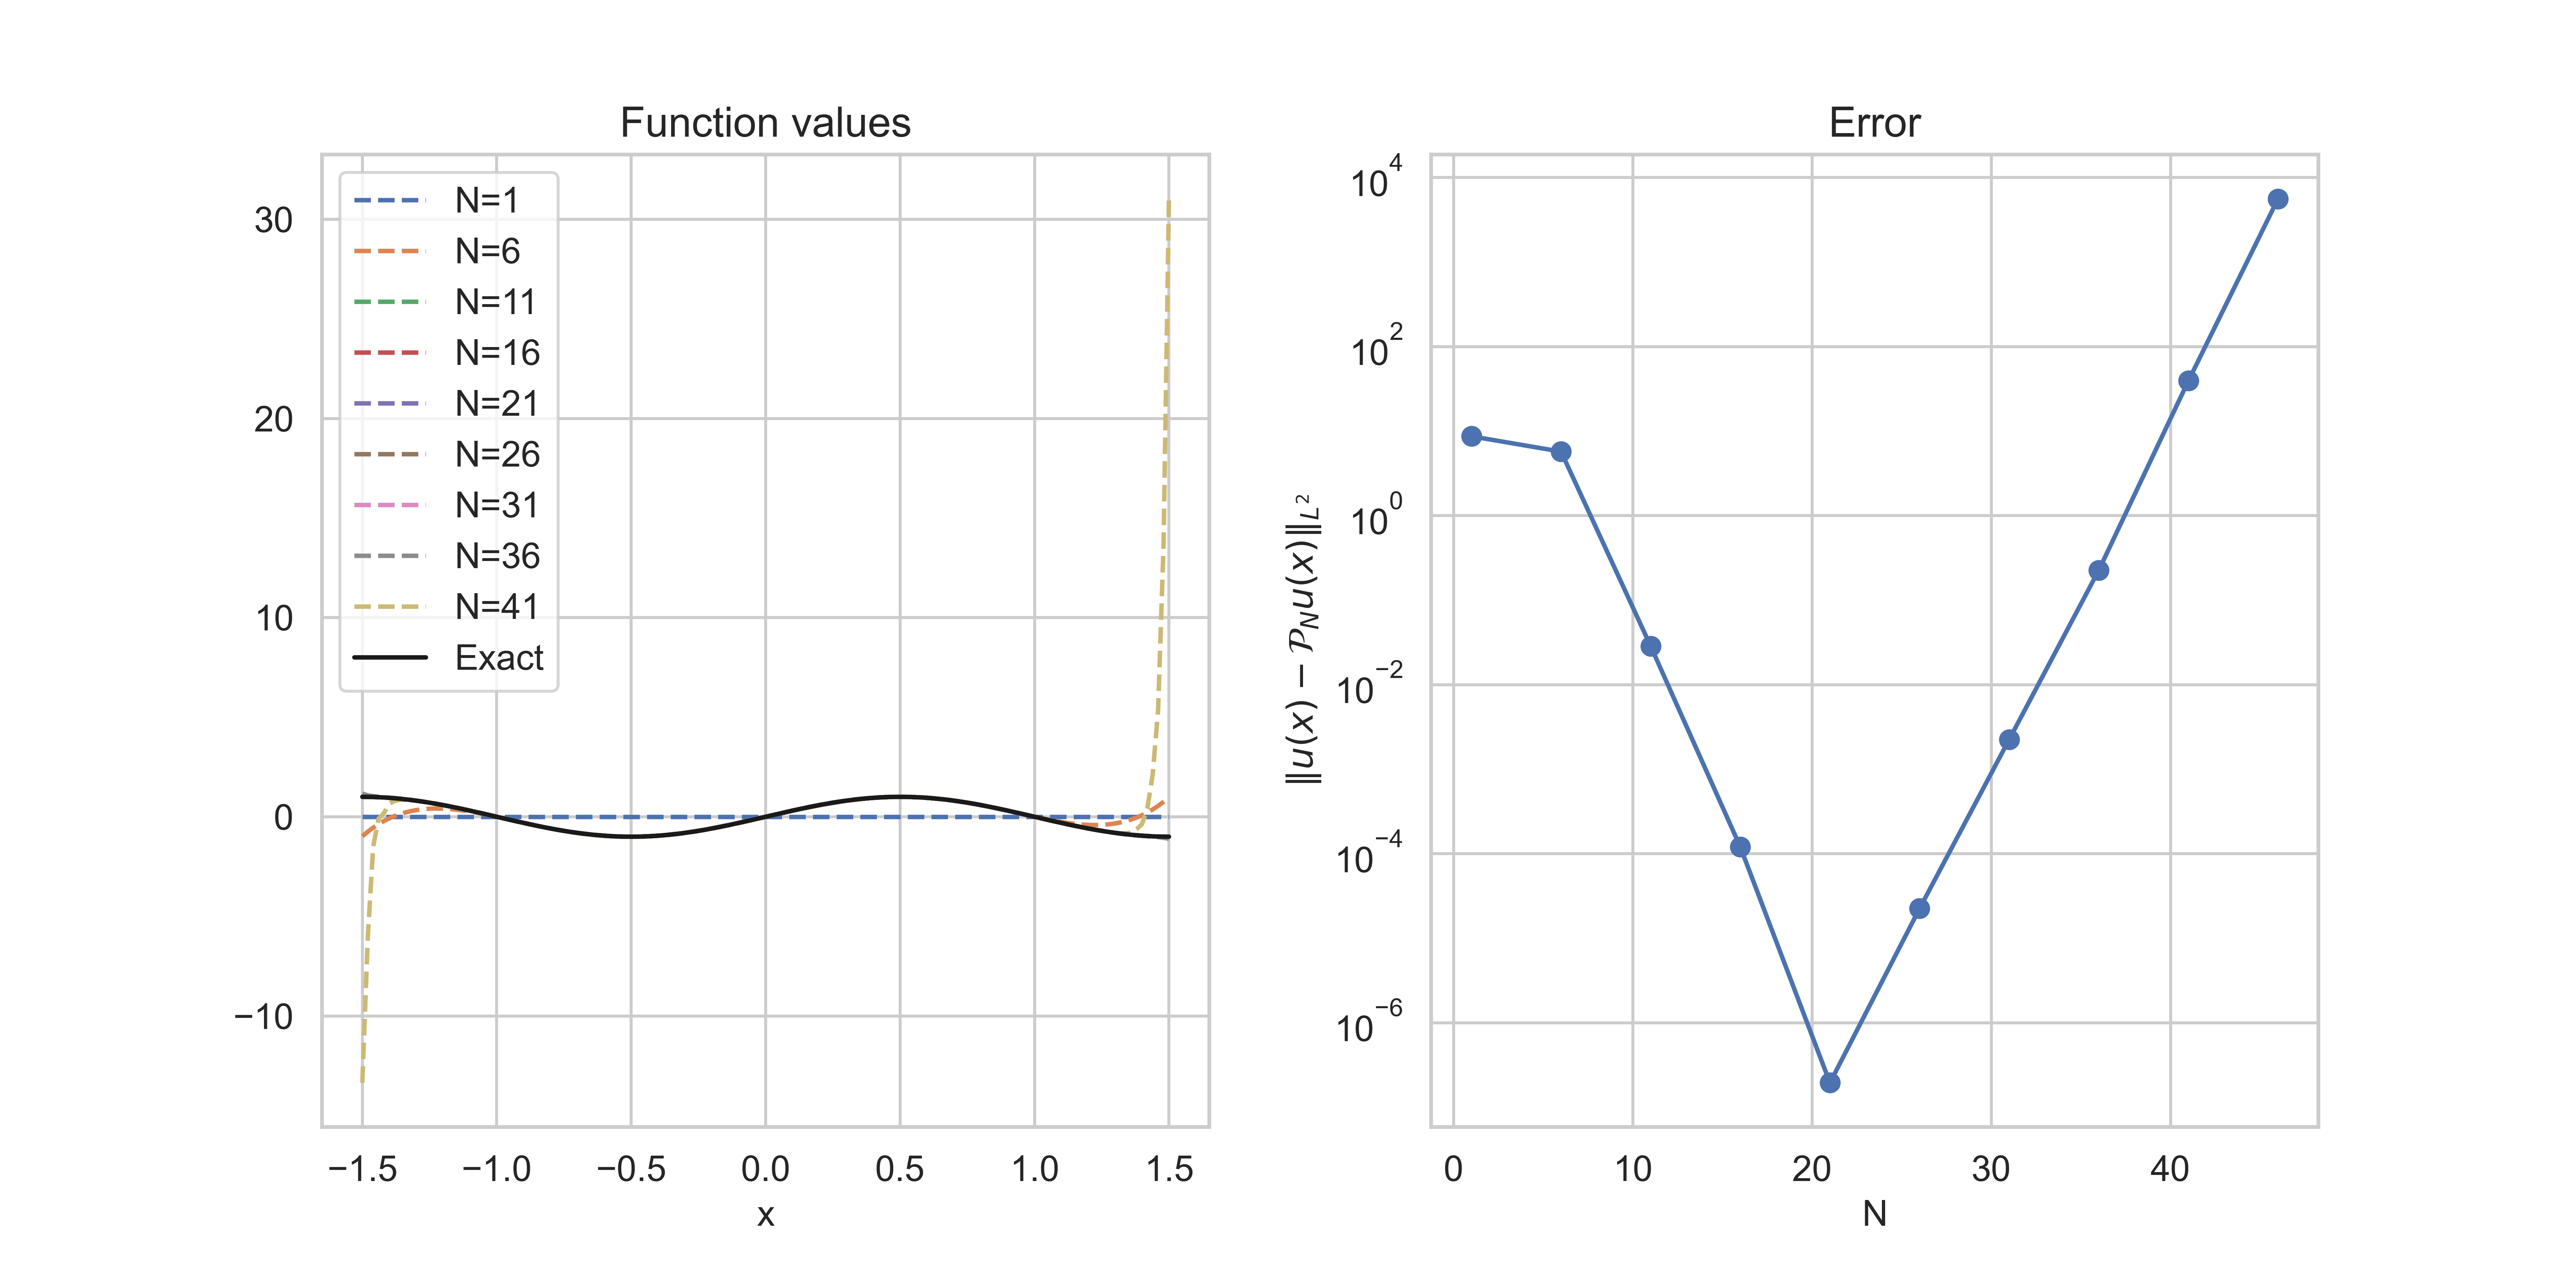 Function values
30
20
10
0
−10
N=1
N=6
N=11
N=16
N=21
N=26
N=31
N=36
N=41
Exact
−1.5 −1.0 −0.5 0.0 0.5 1.0 1.5
x
Error
‖u(x) − 𝒫_N u(x)‖_{L^2}
10^4
10^2
10^0
10^−2
10^−4
10^−6
0 10 20 30 40
N